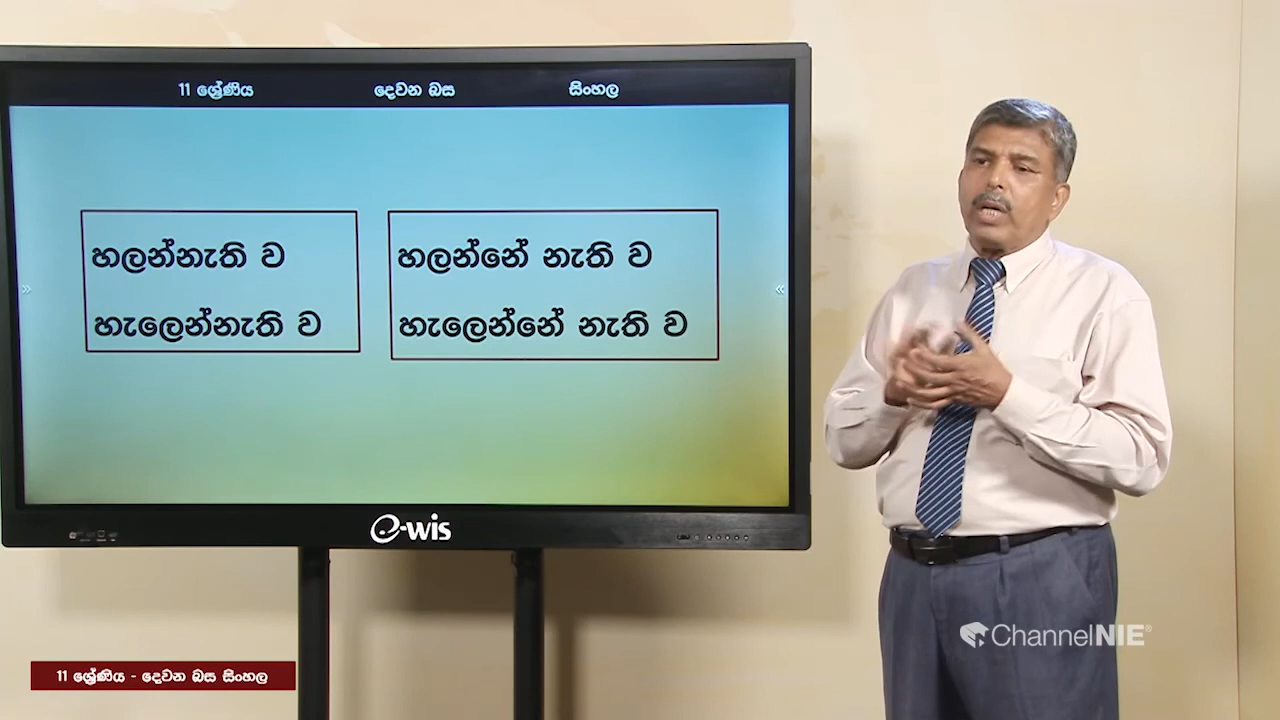 11 ශ්‍රේණිය දෙවන බස සිංහල
හලන්නැති ව
හැලෙන්නැති ව
හලන්නේ නැති ව
හැලෙන්නේ නැති ව
e-wis
ChannelNIE
11 ශ්‍රේණිය - දෙවන බස සිංහල